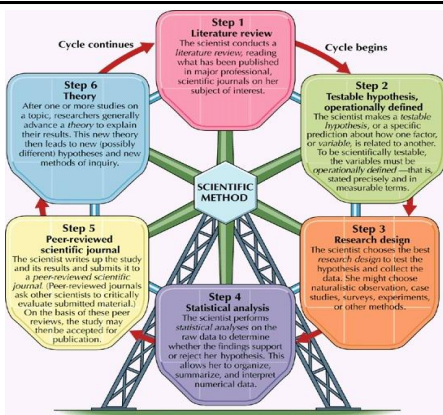 Step 1
Literature review
The scientist conducts a
literature review, reading
what has been published
in major professional,
scientific journals on her
subject of interest.
Cycle continues
Cycle begins
Step 2
Testable hypothesis,
operationally defined
The scientist makes a testable
hypothesis, or a specific
prediction about how one factor,
or variable, is related to another.
To be scientifically testable,
the variables must be
operationally defined—that is,
stated precisely and in
measurable terms.
Step 3
Research design
The scientist chooses the best
research design to test
the hypothesis and collect the
data. She might choose
naturalistic observation, case
studies, surveys, experiments,
or other methods.
Step 4
Statistical analysis
The scientist performs
statistical analyses on the
raw data to determine
whether the findings support
or reject her hypothesis. This
allows her to organize,
summarize, and interpret
numerical data.
Step 5
Peer-reviewed
scientific journal
The scientist writes up the study
and its results and submits it to
a peer-reviewed scientific
journal. (Peer-reviewed journals
ask other scientists to critically
evaluate submitted material.)
On the basis of these peer
reviews, the study may
thenbe accepted for
publication.
Step 6
Theory
After one or more studies on
a topic, researchers generally
advance a theory to explain
their results. This new theory
then leads to new (possibly
different) hypotheses and new
methods of inquiry.
SCIENTIFIC
METHOD